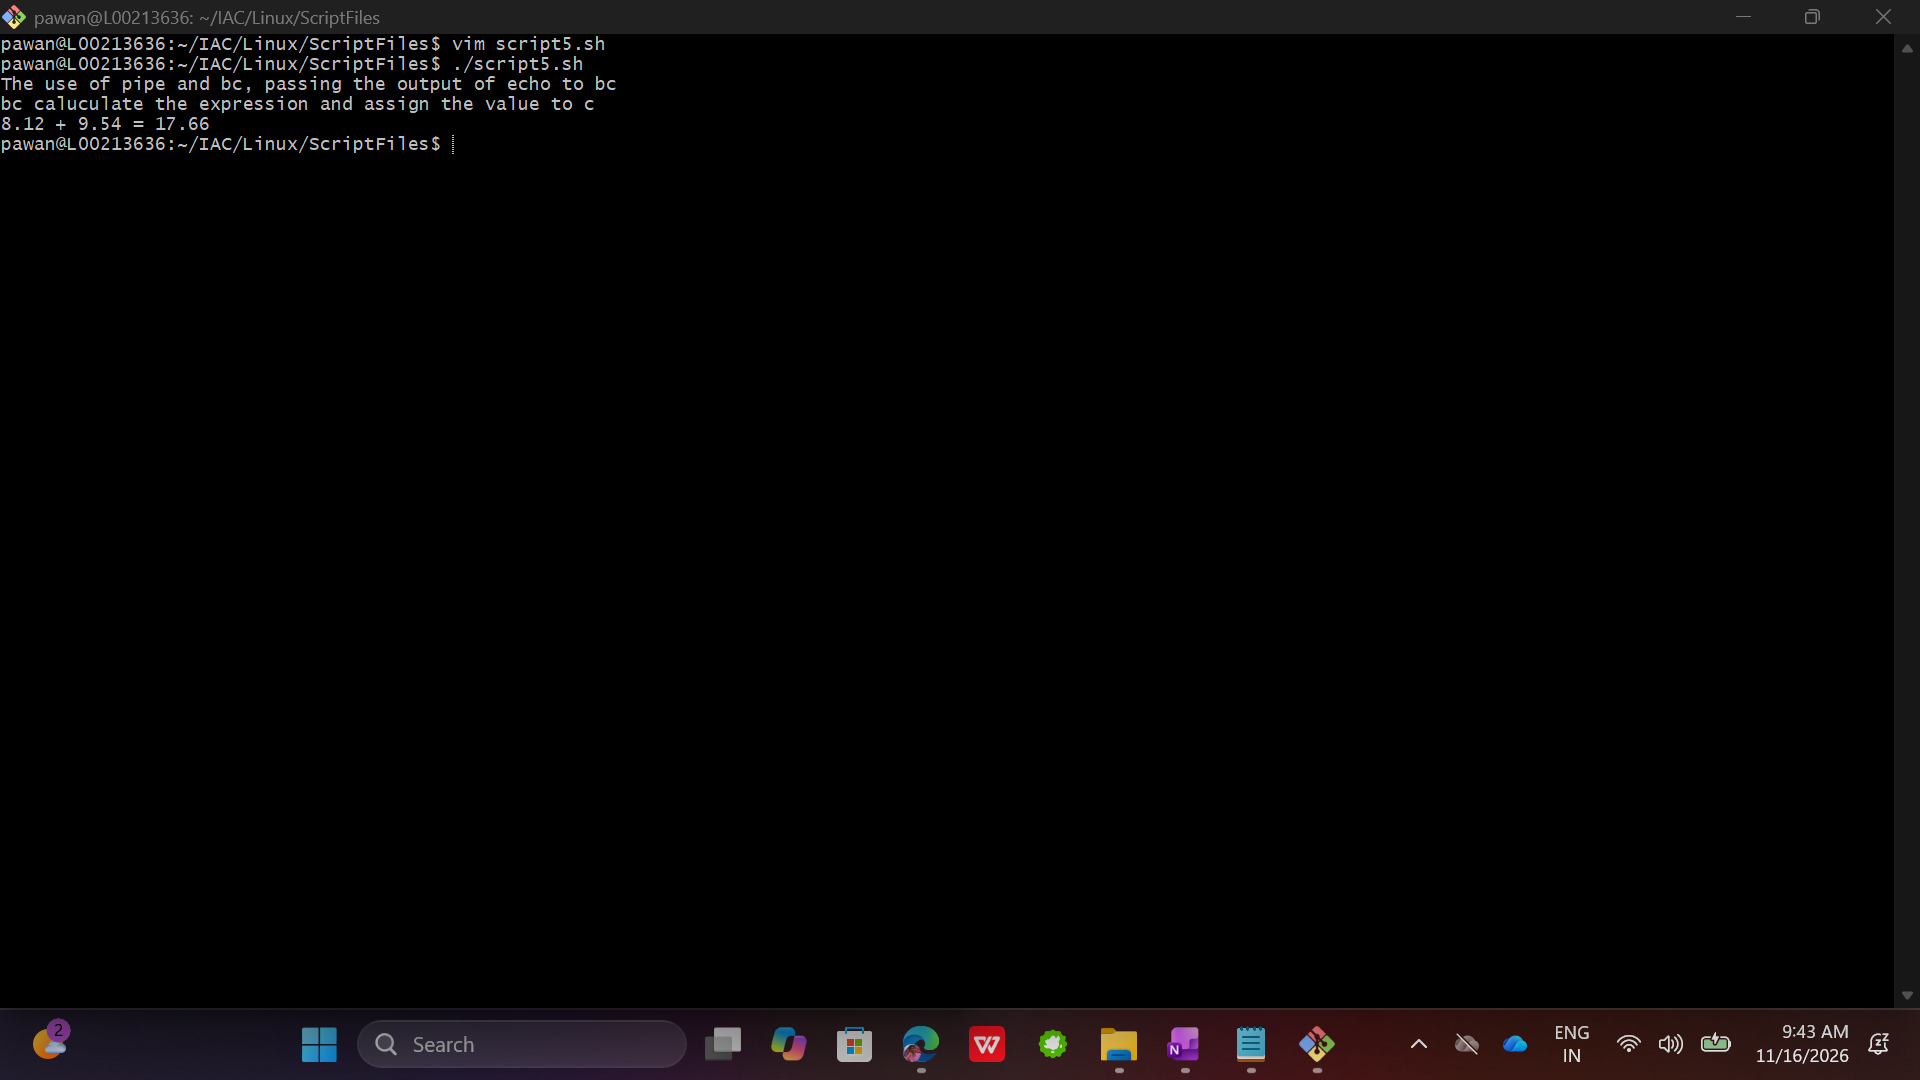 pawan@L00213636: ~/IAC/Linux/ScriptFiles
pawan@L00213636:~/IAC/Linux/ScriptFiles$ vim script5.sh
pawan@L00213636:~/IAC/Linux/ScriptFiles$ ./script5.sh
The use of pipe and bc, passing the output of echo to bc
bc caluculate the expression and assign the value to c
8.12 + 9.54 = 17.66
pawan@L00213636:~/IAC/Linux/ScriptFiles$
2
Search
W
N
ENG
IN
9:43 AM
11/16/2026